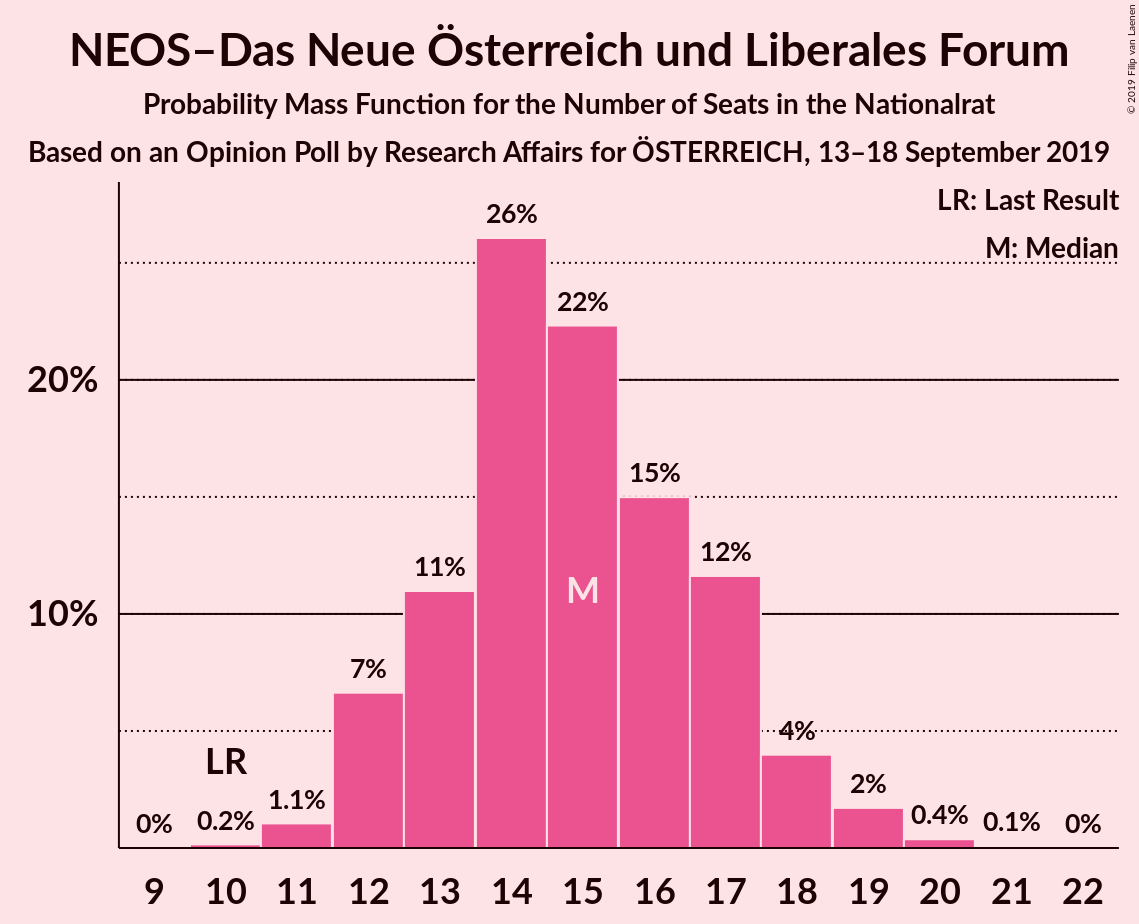 NEOS–Das Neue Österreich und Liberales Forum
Probability Mass Function for the Number of Seats in the Nationalrat
Based on an Opinion Poll by Research Affairs for ÖSTERREICH, 13–18 September 2019
© 2019 Filip van Laenen
LR: Last Result
M: Median
26%
22%
20%
15%
12%
11%
M
10%
7%
4%
LR
2%
1.1%
0% 0.2% 0.4% 0.1% 0%
9 10 11 12 13 14 15 16 17 18 19 20 21 22